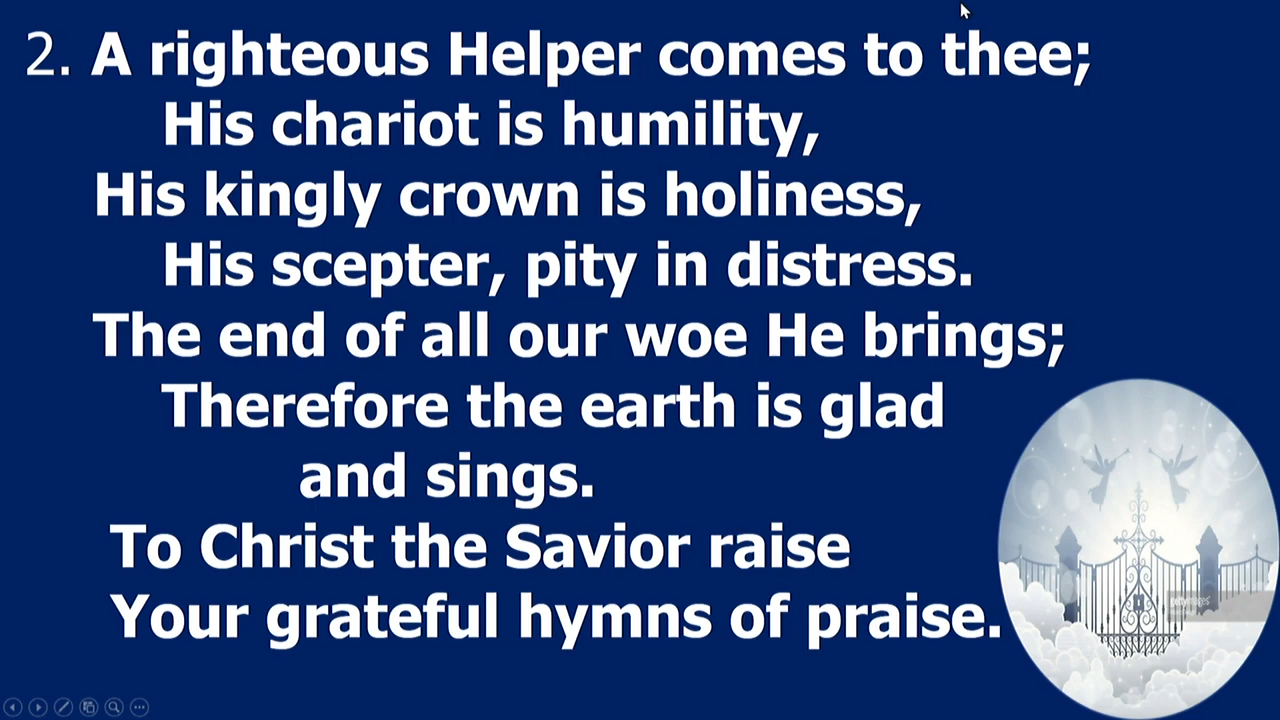 2. A righteous Helper comes to thee;
His chariot is humility,
His kingly crown is holiness,
His scepter, pity in distress.
The end of all our woe He brings;
Therefore the earth is glad
and sings.
To Christ the Savior raise
Your grateful hymns of praise.
gettyimages